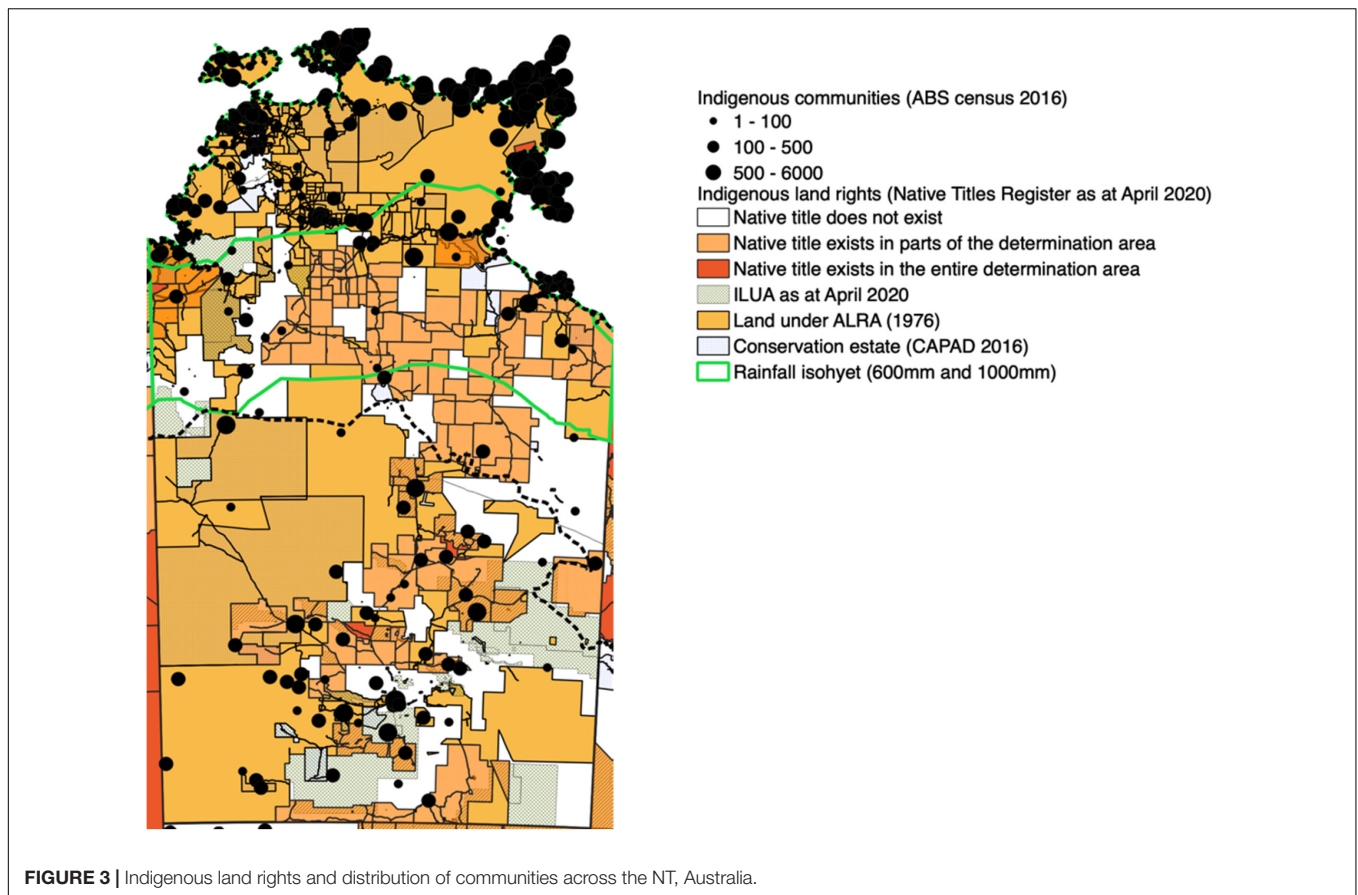 Indigenous communities (ABS census 2016)
1 - 100
100 - 500
500 - 6000
Indigenous land rights (Native Titles Register as at April 2020)
Native title does not exist
Native title exists in parts of the determination area
Native title exists in the entire determination area
ILUA as at April 2020
Land under ALRA (1976)
Conservation estate (CAPAD 2016)
Rainfall isohyet (600mm and 1000mm)
FIGURE 3 | Indigenous land rights and distribution of communities across the NT, Australia.